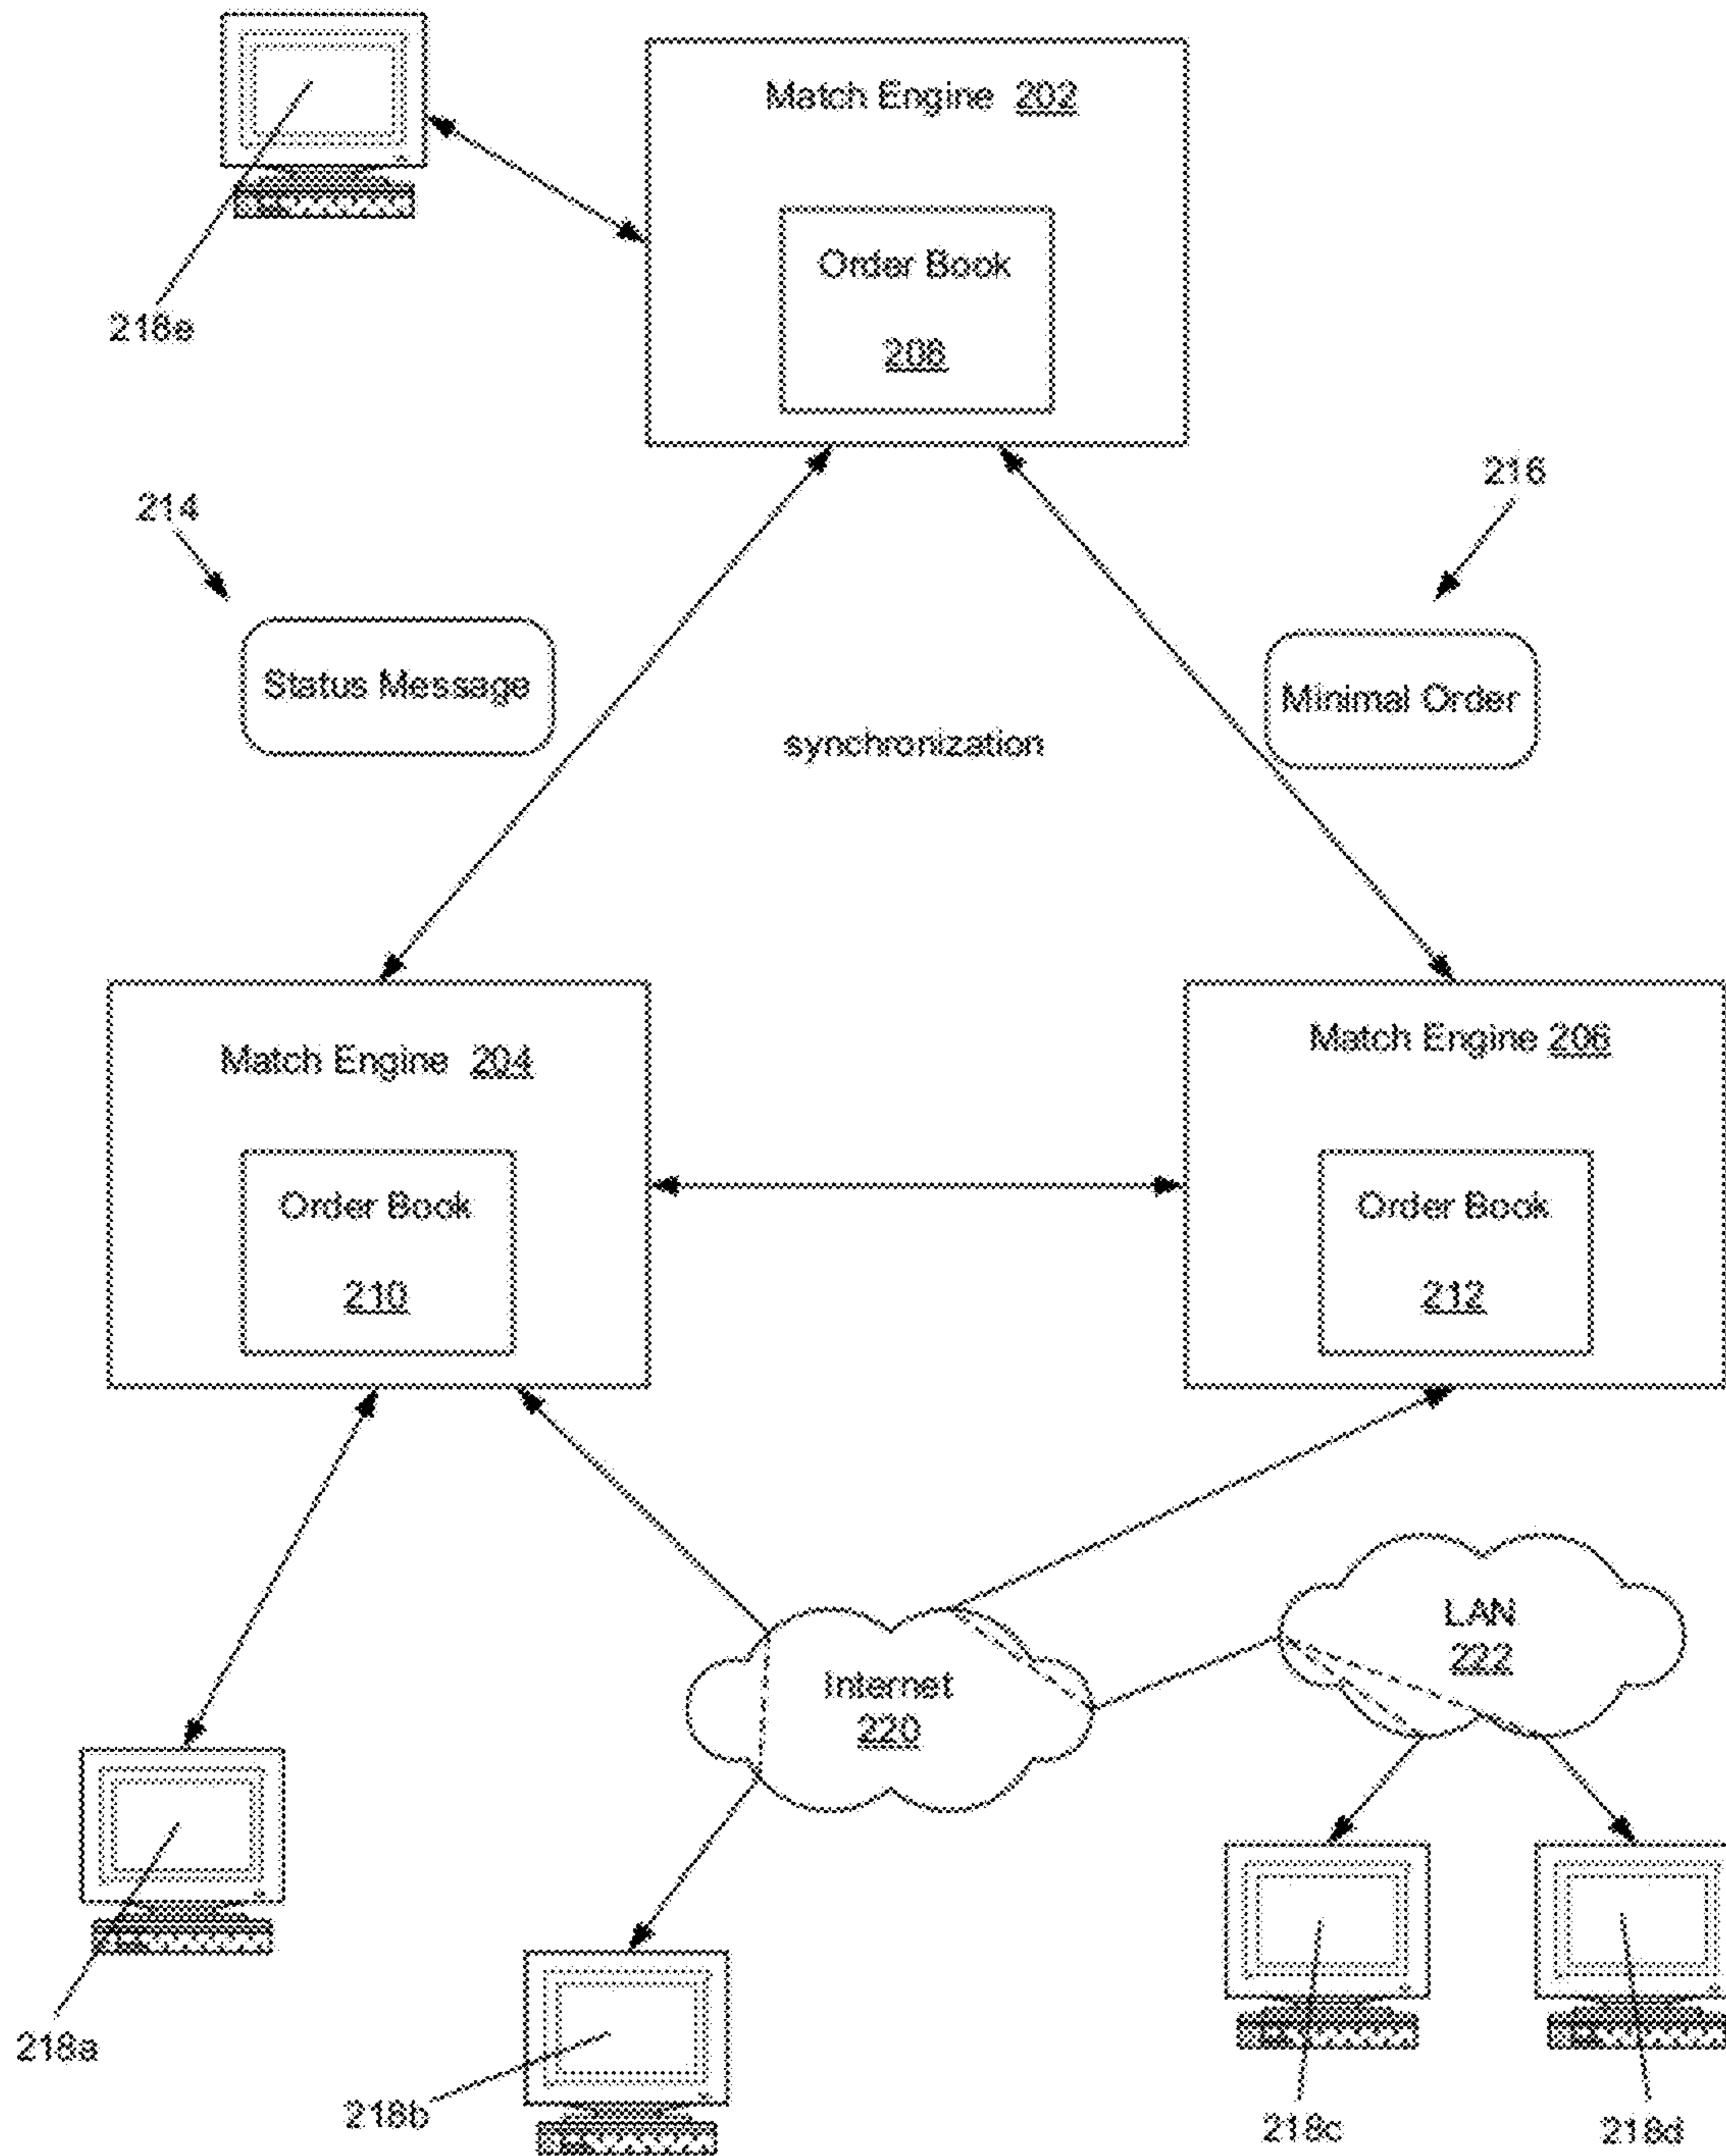 Match Engine 202
Order Book
208
218e
214
216
Status Message
Minimal Order
synchronization
Match Engine 204
Match Engine 206
Order Book
210
Order Book
212
LAN
222
Internet
220
218a
218b
218c
218d